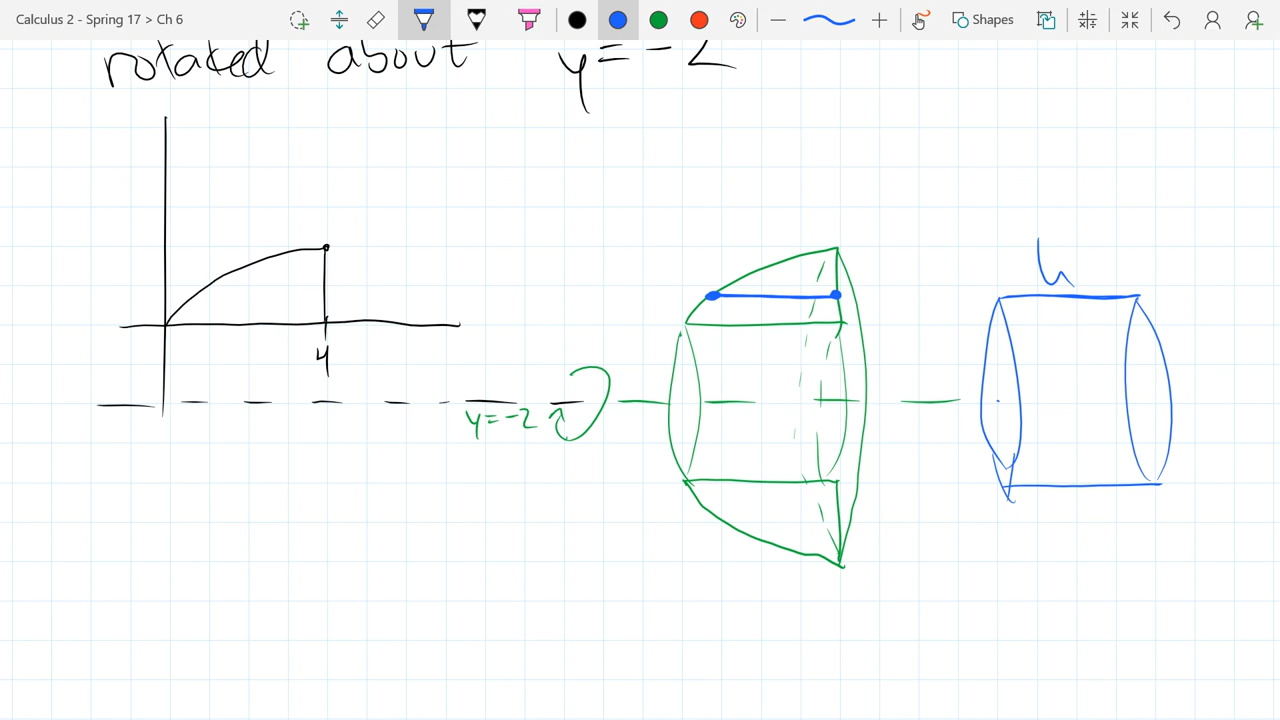 Calculus 2 - Spring 17 > Ch 6
Shapes
rotated about y = -2
h
4
y = -2